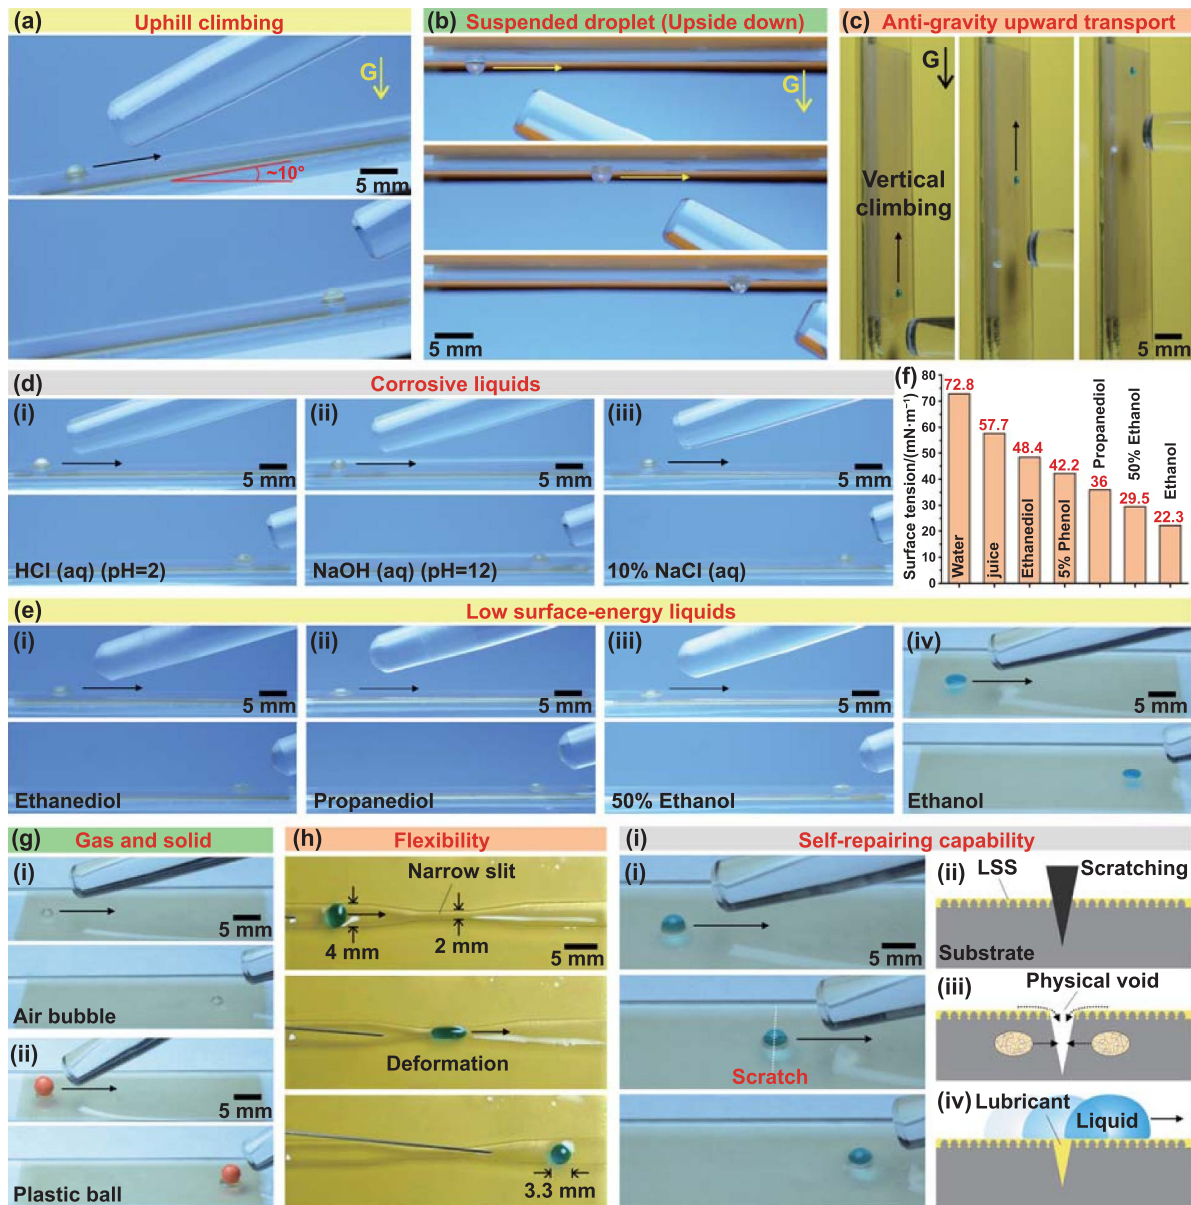 (a) Uphill climbing
G
~10°
5 mm
(b) Suspended droplet (Upside down)
G
5 mm
(c) Anti-gravity upward transport
G
Vertical
climbing
5 mm
(d) Corrosive liquids
(i)
5 mm
HCl (aq) (pH=2)
(ii)
5 mm
NaOH (aq) (pH=12)
(iii)
5 mm
10% NaCl (aq)
(f)
Surface tension/(mN·m⁻¹)
80
70
60
50
40
30
20
10
0
72.8
Water
57.7
juice
48.4
Ethanediol
42.2
5% Phenol
Propanediol
36
50% Ethanol
29.5
Ethanol
22.3
(e) Low surface-energy liquids
(i)
5 mm
Ethanediol
(ii)
5 mm
Propanediol
(iii)
5 mm
50% Ethanol
(iv)
5 mm
Ethanol
(g) Gas and solid
(i)
5 mm
Air bubble
(ii)
5 mm
Plastic ball
(h) Flexibility
Narrow slit
4 mm
2 mm
5 mm
Deformation
3.3 mm
(i) Self-repairing capability
(i)
5 mm
Scratch
(ii) LSS Scratching
Substrate
(iii) Physical void
(iv) Lubricant
Liquid